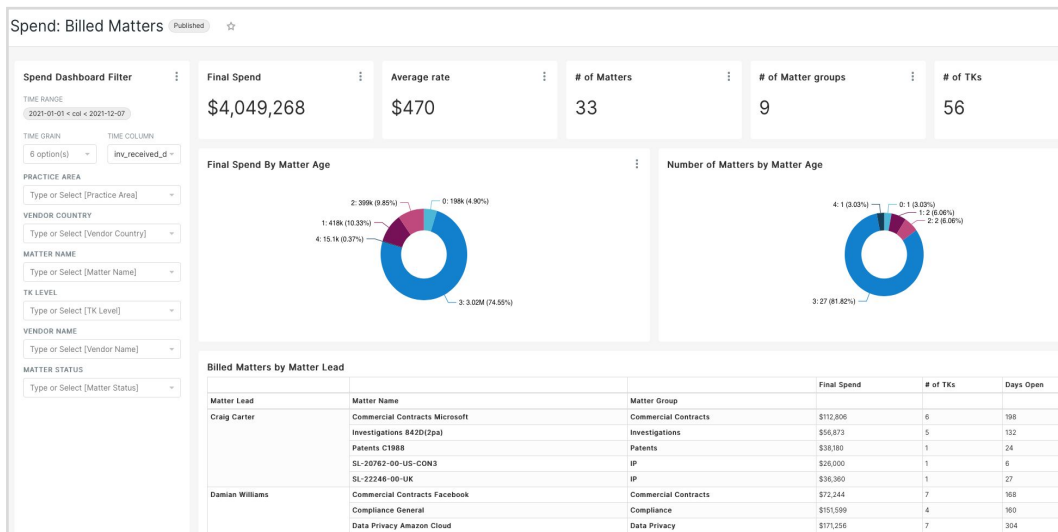 Spend: Billed Matters Published
Spend Dashboard Filter
TIME RANGE
2021-01-01 < col < 2021-12-07
TIME GRAIN TIME COLUMN
6 option(s) inv_received_d
PRACTICE AREA
Type or Select [Practice Area]
VENDOR COUNTRY
Type or Select [Vendor Country]
MATTER NAME
Type or Select [Matter Name]
TK LEVEL
Type or Select [TK Level]
VENDOR NAME
Type or Select [Vendor Name]
MATTER STATUS
Type or Select [Matter Status]
Final Spend
$4,049,268
Average rate
$470
# of Matters
33
# of Matter groups
9
# of TKs
56
Final Spend By Matter Age
2: 399k (9.85%)
0: 198k (4.90%)
1: 418k (10.33%)
4: 15.1k (0.37%)
3: 3.02M (74.55%)
Number of Matters by Matter Age
4: 1 (3.03%)
0: 1 (3.03%)
1: 2 (6.06%)
2: 2 (6.06%)
3: 27 (81.82%)
Billed Matters by Matter Lead
Final Spend # of TKs Days Open
Matter Lead Matter Name Matter Group
Craig Carter Commercial Contracts Microsoft Commercial Contracts $112,806 6 198
Investigations 842D(2pa) Investigations $56,873 5 132
Patents C1988 Patents $38,180 1 24
SL-20762-00-US-CON3 IP $26,000 1 6
SL-22246-00-UK IP $36,360 1 27
Damian Williams Commercial Contracts Facebook Commercial Contracts $72,244 7 168
Compliance General Compliance $151,599 4 160
Data Privacy Amazon Cloud Data Privacy $171,256 7 304